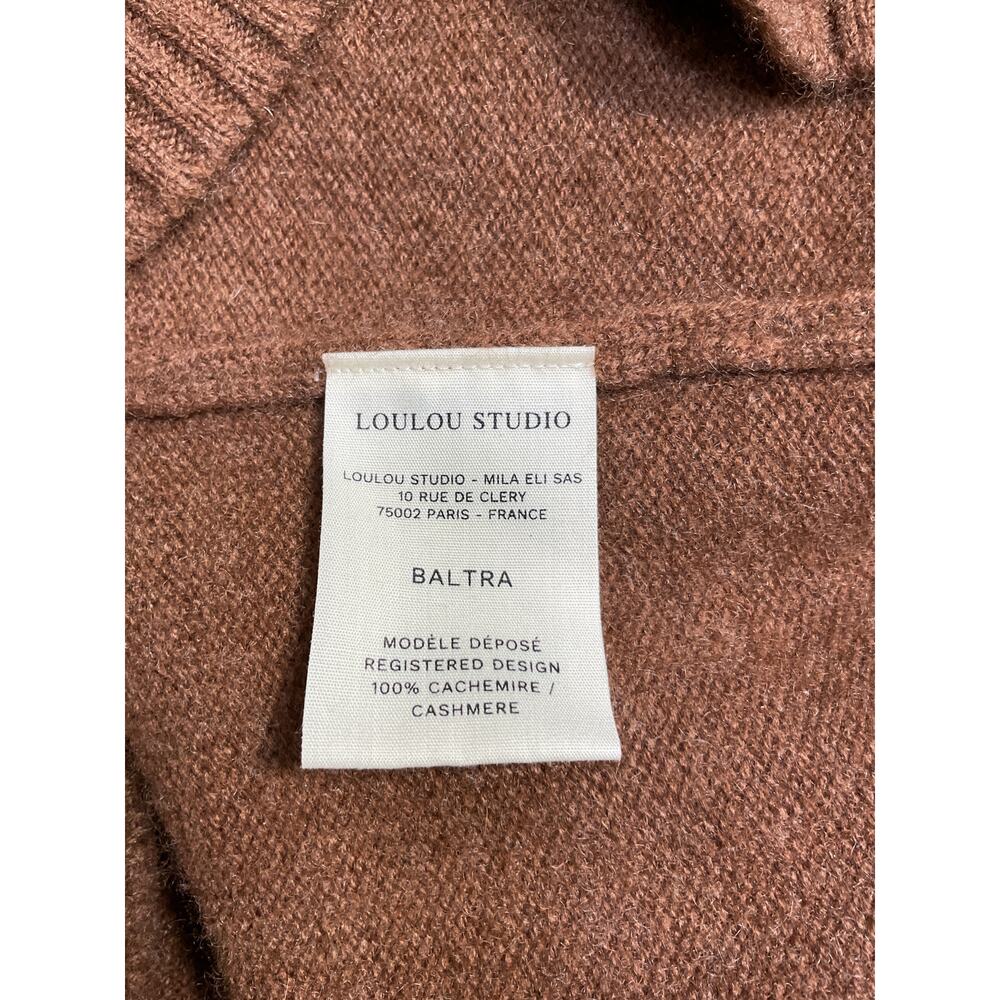 LOULOU STUDIO
LOULOU STUDIO - MILA ELI SAS
10 RUE DE CLERY
75002 PARIS - FRANCE
BALTRA
MODÈLE DÉPOSÉ
REGISTERED DESIGN
100% CACHEMIRE /
CASHMERE